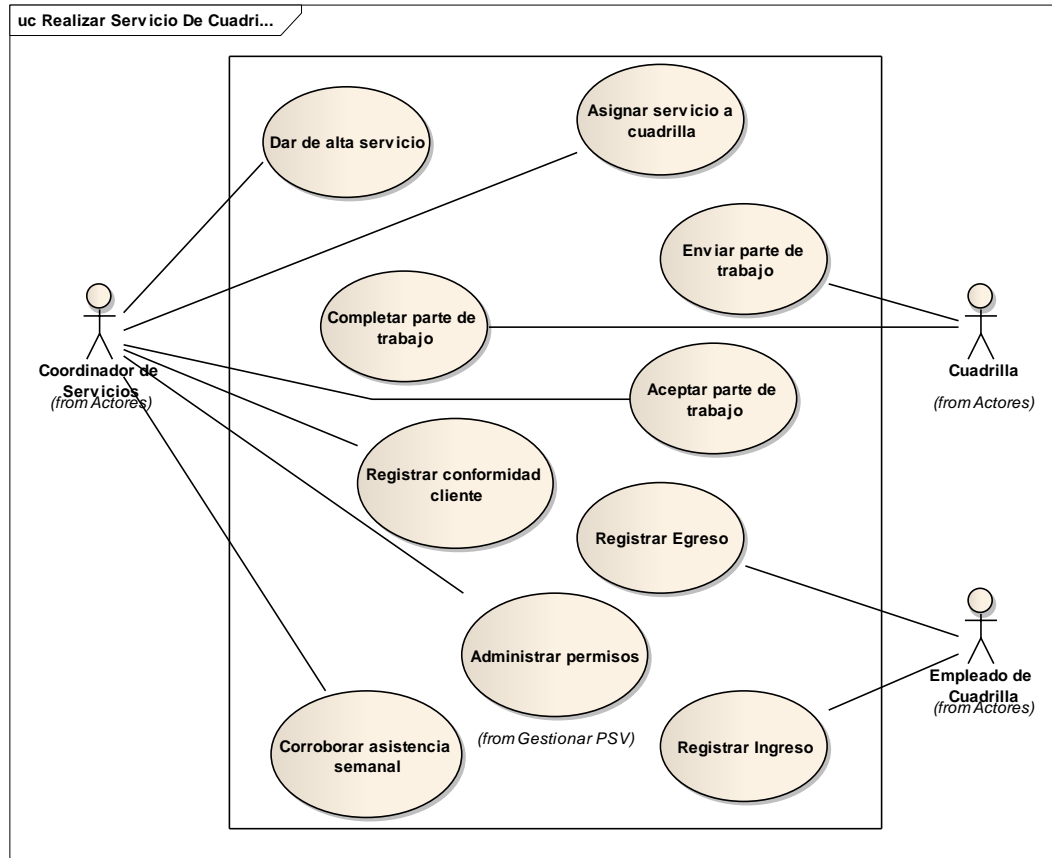 uc Realizar Servicio De Cuadri...
Dar de alta servicio
Asignar servicio a
cuadrilla
Enviar parte de
trabajo
Completar parte de
trabajo
Coordinador de
Servicios
(from Actores)
Cuadrilla
(from Actores)
Aceptar parte de
trabajo
Registrar conformidad
cliente
Registrar Egreso
Administrar permisos
(from Gestionar PSV)
Empleado de
Cuadrilla
(from Actores)
Corroborar asistencia
semanal
Registrar Ingreso